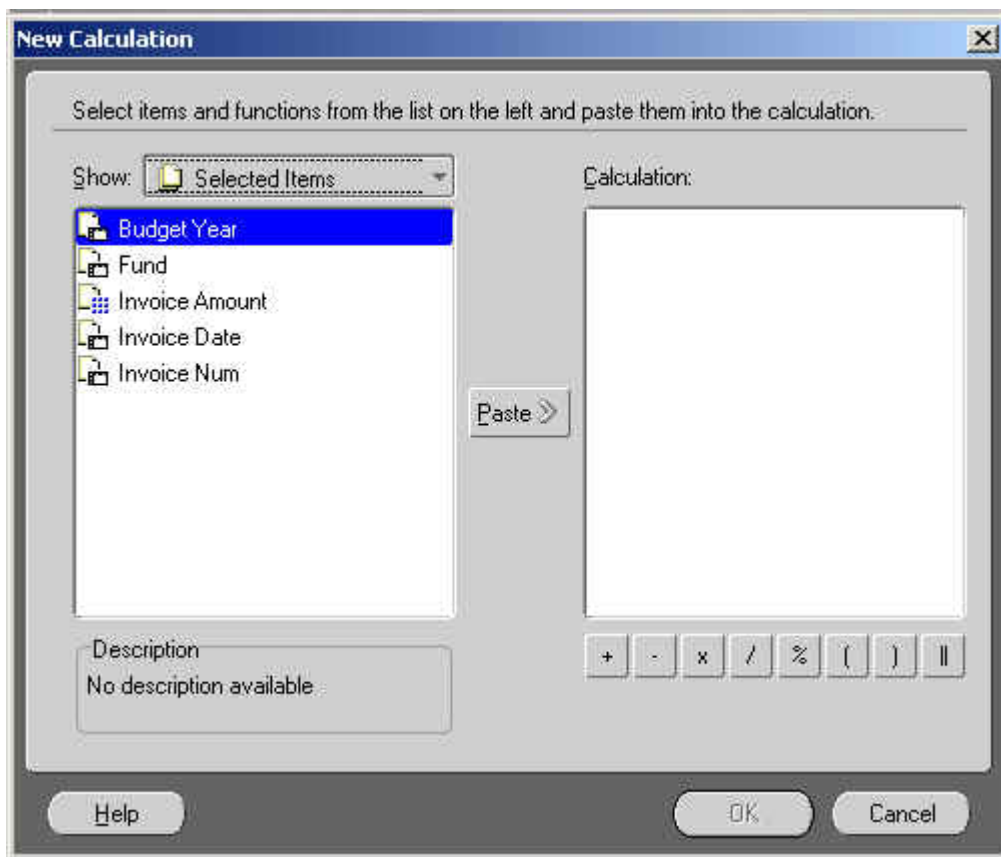 New Calculation
Select items and functions from the list on the left and paste them into the calculation.
Show: Selected Items
Calculation:
Budget Year
Fund
Invoice Amount
Invoice Date
Invoice Num
Paste
Description
No description available
+ - x / % ( ) ||
Help
OK
Cancel